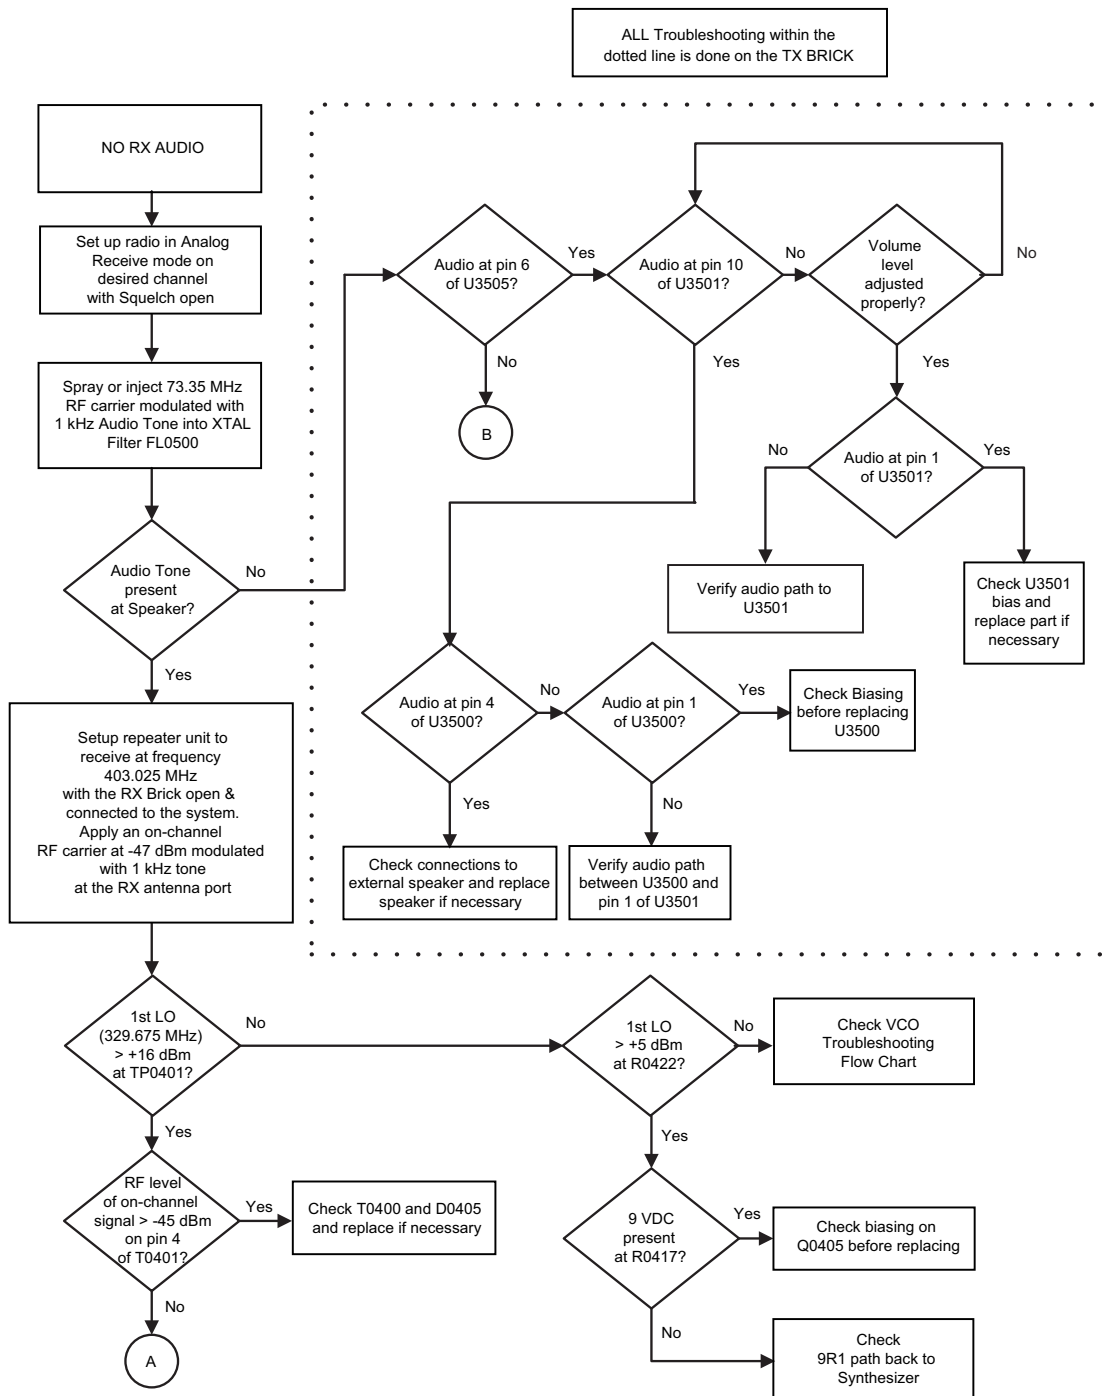 ALL Troubleshooting within the
dotted line is done on the TX BRICK
NO RX AUDIO
Set up radio in Analog
Receive mode on
desired channel
with Squelch open
Spray or inject 73.35 MHz
RF carrier modulated with
1 kHz Audio Tone into XTAL
Filter FL0500
Audio Tone
present
at Speaker?
No
Yes
Setup repeater unit to
receive at frequency
403.025 MHz
with the RX Brick open &
connected to the system.
Apply an on-channel
RF carrier at -47 dBm modulated
with 1 kHz tone
at the RX antenna port
Audio at pin 6
of U3505?
Yes
No
B
Audio at pin 10
of U3501?
No
Yes
Volume
level
adjusted
properly?
No
Yes
Audio at pin 1
of U3501?
No
Yes
Verify audio path to
U3501
Check U3501
bias and
replace part if
necessary
Audio at pin 4
of U3500?
No
Yes
Audio at pin 1
of U3500?
Yes
No
Check Biasing
before replacing
U3500
Check connections to
external speaker and replace
speaker if necessary
Verify audio path
between U3500 and
pin 1 of U3501
1st LO
(329.675 MHz)
> +16 dBm
at TP0401?
No
Yes
1st LO
> +5 dBm
at R0422?
No
Yes
Check VCO
Troubleshooting
Flow Chart
RF level
of on-channel
signal > -45 dBm
on pin 4
of T0401?
Yes
No
Check T0400 and D0405
and replace if necessary
A
9 VDC
present
at R0417?
Yes
No
Check biasing on
Q0405 before replacing
Check
9R1 path back to
Synthesizer